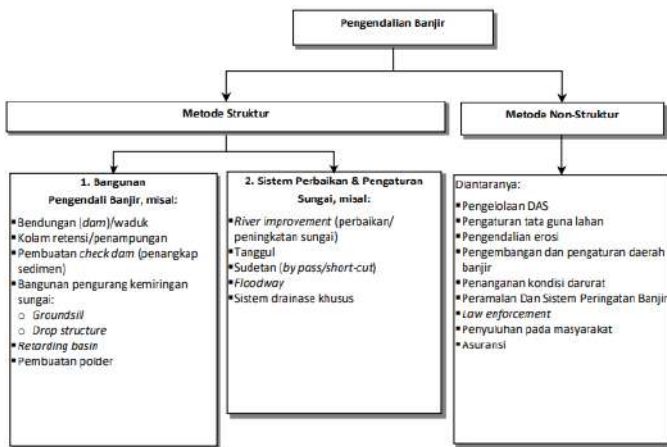 Pengendalian Banjir
Metode Struktur
Metode Non-Struktur
1. Bangunan
Pengendali Banjir, misal:
▪Bendungan (dam)/waduk
▪Kolam retensi/penampungan
▪Pembuatan check dam (penangkap
sedimen)
▪Bangunan pengurang kemiringan
sungai:
o Groundsill
o Drop structure
▪Retarding basin
▪Pembuatan polder
2. Sistem Perbaikan & Pengaturan
Sungai, misal:
▪River improvement (perbaikan/
peningkatan sungai)
▪Tanggul
▪Sudetan (by pass/short-cut)
▪Floodway
▪Sistem drainase khusus
Diantaranya:
▪Pengelolaan DAS
▪Pengaturan tata guna lahan
▪Pengendalian erosi
▪Pengembangan dan pengaturan daerah
banjir
▪Penanganan kondisi darurat
▪Peramalan Dan Sistem Peringatan Banjir
▪Law enforcement
▪Penyuluhan pada masyarakat
▪Asuransi